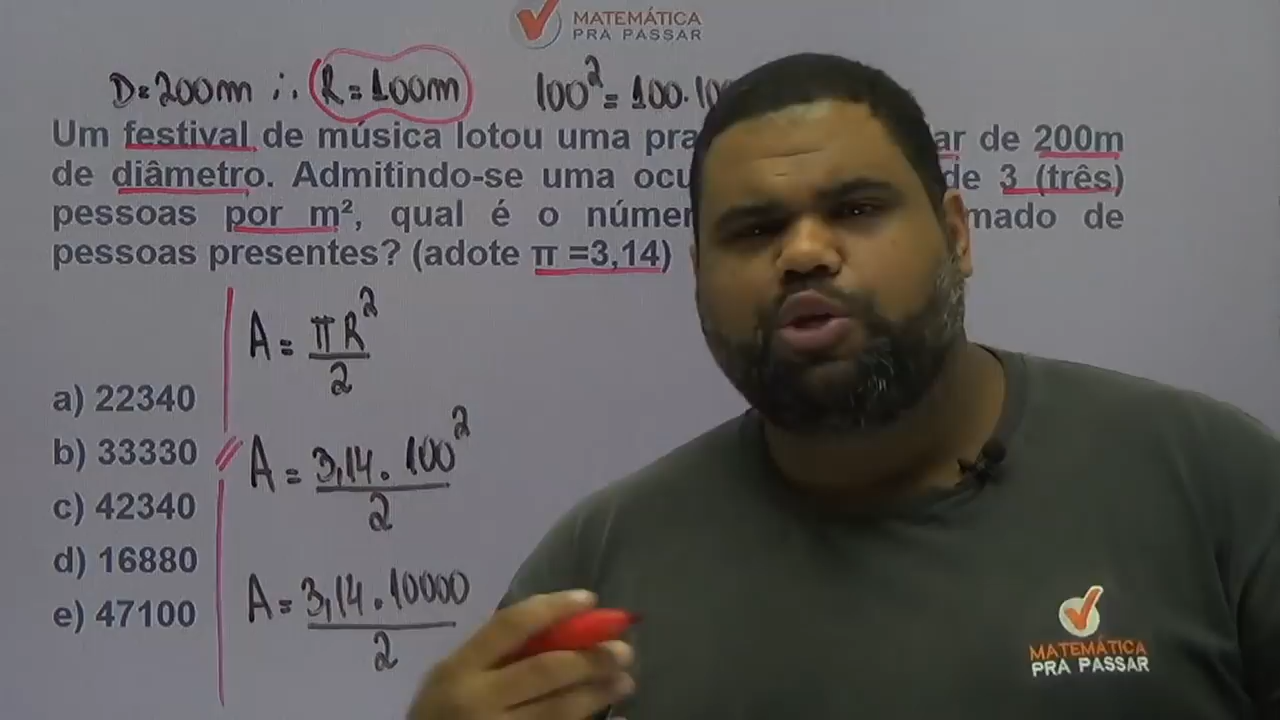 MATEMÁTICA
PRA PASSAR
D=200m ∴ R=100m 100²=100.10
Um festival de música lotou uma pra ar de 200m
de diâmetro. Admitindo-se uma ocu de 3 (três)
pessoas por m², qual é o númer mado de
pessoas presentes? (adote π =3,14)
A = πR²/2
a) 22340
b) 33330
A = 3,14.100²/2
c) 42340
d) 16880
A = 3,14.10000/2
e) 47100
MATEMÁTICA
PRA PASSAR